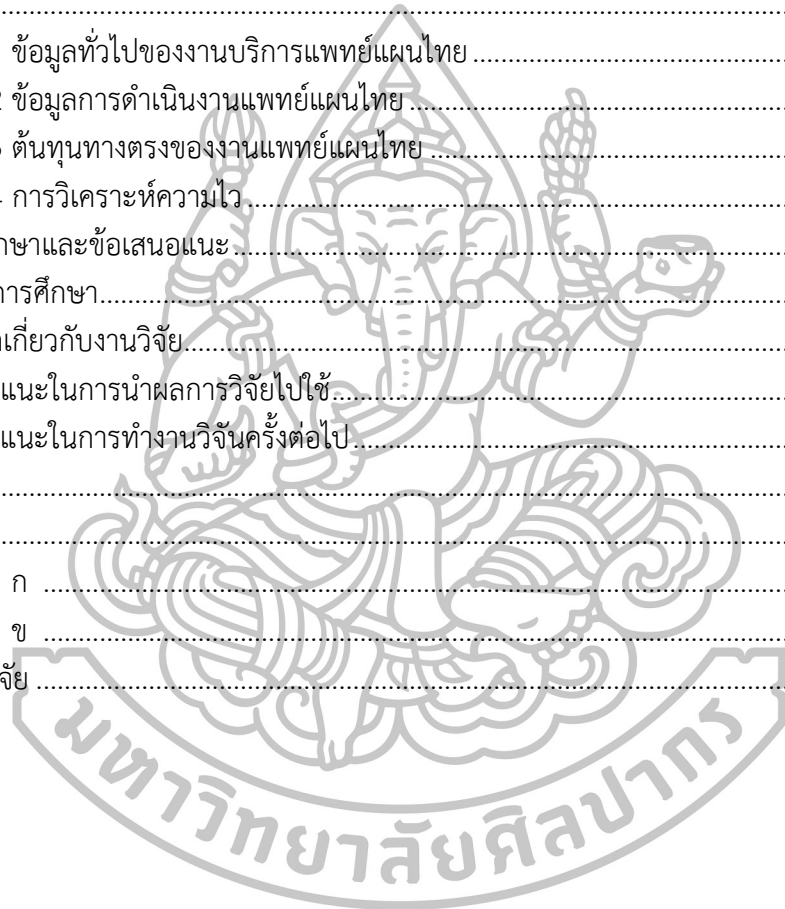 ข้อมูลทั่วไปของงานบริการแพทย์แผนไทย
ข้อมูลการดำเนินงานแพทย์แผนไทย
ต้นทุนทางตรงของงานแพทย์แผนไทย
การวิเคราะห์ความไว
กษาและข้อเสนอแนะ
การศึกษา
เกี่ยวกับงานวิจัย
แนะในการนำผลการวิจัยไปใช้
แนะในการทำงานวิจันครั้งต่อไป
ก
ข
จัย
มหาวิทยาลัยศิลปากร